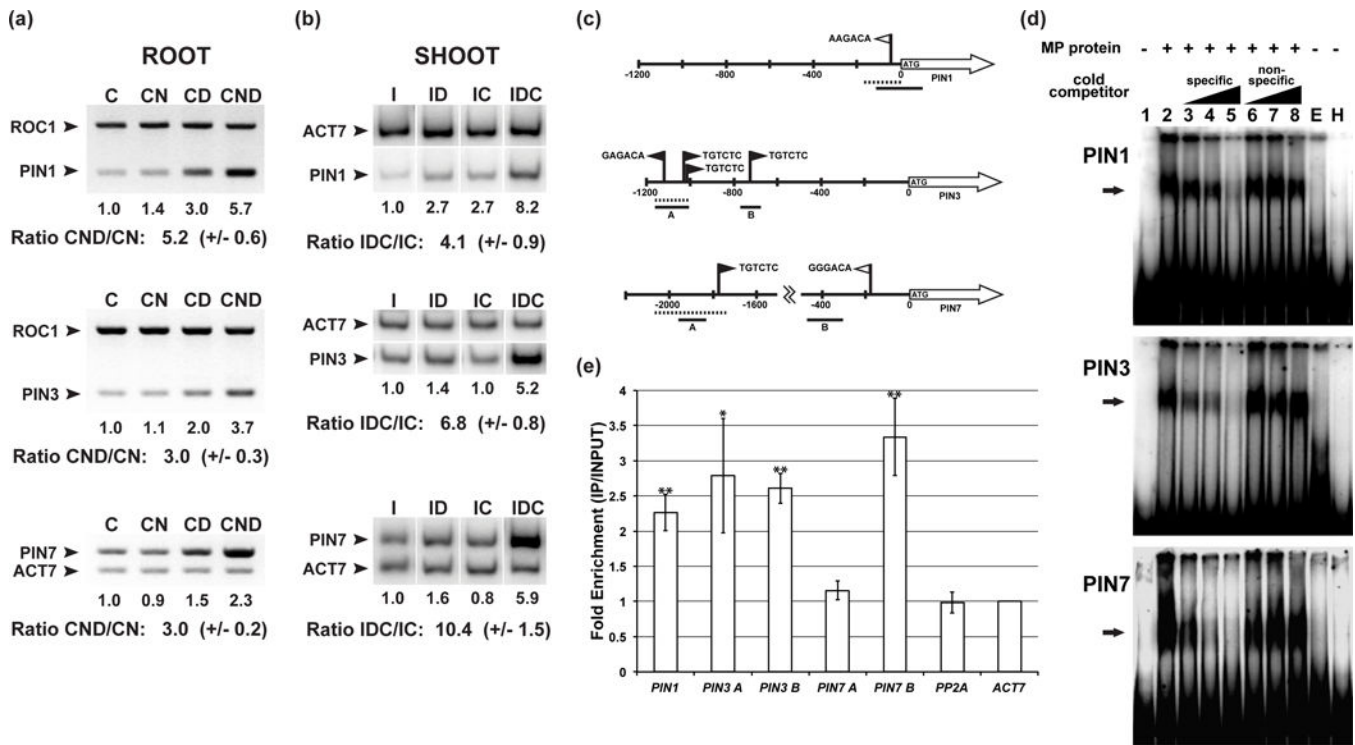 (a)
ROOT
C CN CD CND
ROC1
PIN1
1.0 1.4 3.0 5.7
Ratio CND/CN: 5.2 (+/- 0.6)
ROC1
PIN3
1.0 1.1 2.0 3.7
Ratio CND/CN: 3.0 (+/- 0.3)
C CN CD CND
PIN7
ACT7
1.0 0.9 1.5 2.3
Ratio CND/CN: 3.0 (+/- 0.2)
(b)
SHOOT
I ID IC IDC
ACT7
PIN1
1.0 2.7 2.7 8.2
Ratio IDC/IC: 4.1 (+/- 0.9)
I ID IC IDC
ACT7
PIN3
1.0 1.4 1.0 5.2
Ratio IDC/IC: 6.8 (+/- 0.8)
I ID IC IDC
PIN7
ACT7
1.0 1.6 0.8 5.9
Ratio IDC/IC: 10.4 (+/- 1.5)
(c)
AAGACA
ATG
-1200 -800 -400 0 PIN1
GAGACA TGTCTC TGTCTC
TGTCTC
ATG
-1200 -800 -400 0 PIN3
A B
TGTCTC GGGACA
ATG
-2000 -1600 -400 0 PIN7
A B
(d)
MP protein - + + + + + + + - -
cold competitor
specific
non-specific
1 2 3 4 5 6 7 8 E H
PIN1
PIN3
PIN7
(e)
Fold Enrichment (IP/INPUT)
4
3.5
3
2.5
2
1.5
1
0.5
0
** * ** **
PIN1 PIN3 A PIN3 B PIN7 A PIN7 B PP2A ACT7